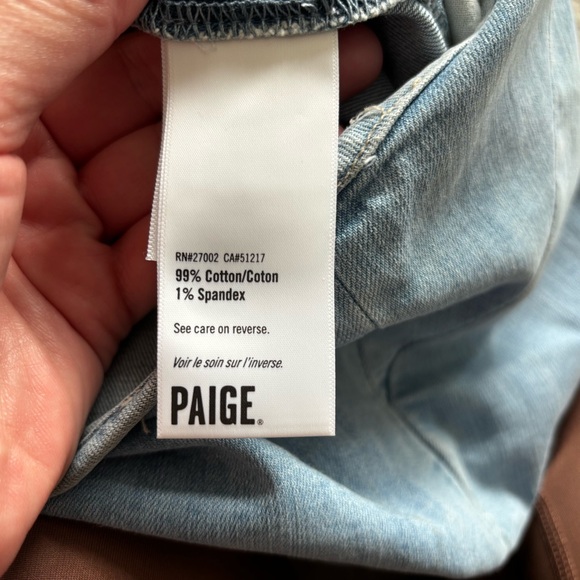 RN#27002 CA#51217
99% Cotton/Coton
1% Spandex
See care on reverse.
Voir le soin sur l'inverse.
PAIGE®